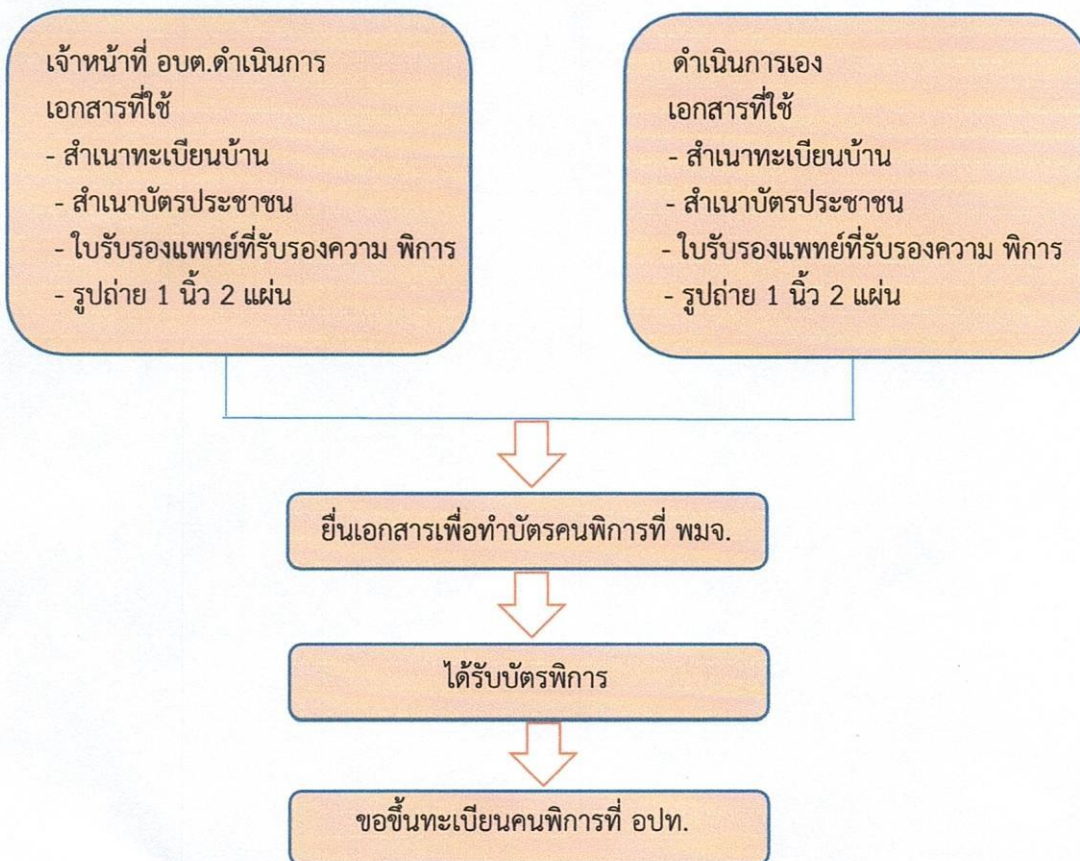 เจ้าหน้าที่ อบต.ดำเนินการ
เอกสารที่ใช้
- สำเนาทะเบียนบ้าน
- สำเนาบัตรประชาชน
- ใบรับรองแพทย์ที่รับรองความ พิการ
- รูปถ่าย 1 นิ้ว 2 แผ่น
ดำเนินการเอง
เอกสารที่ใช้
- สำเนาทะเบียนบ้าน
- สำเนาบัตรประชาชน
- ใบรับรองแพทย์ที่รับรองความ พิการ
- รูปถ่าย 1 นิ้ว 2 แผ่น
ยื่นเอกสารเพื่อทำบัตรคนพิการที่ พมจ.
ได้รับบัตรพิการ
ขอขึ้นทะเบียนคนพิการที่ อปท.